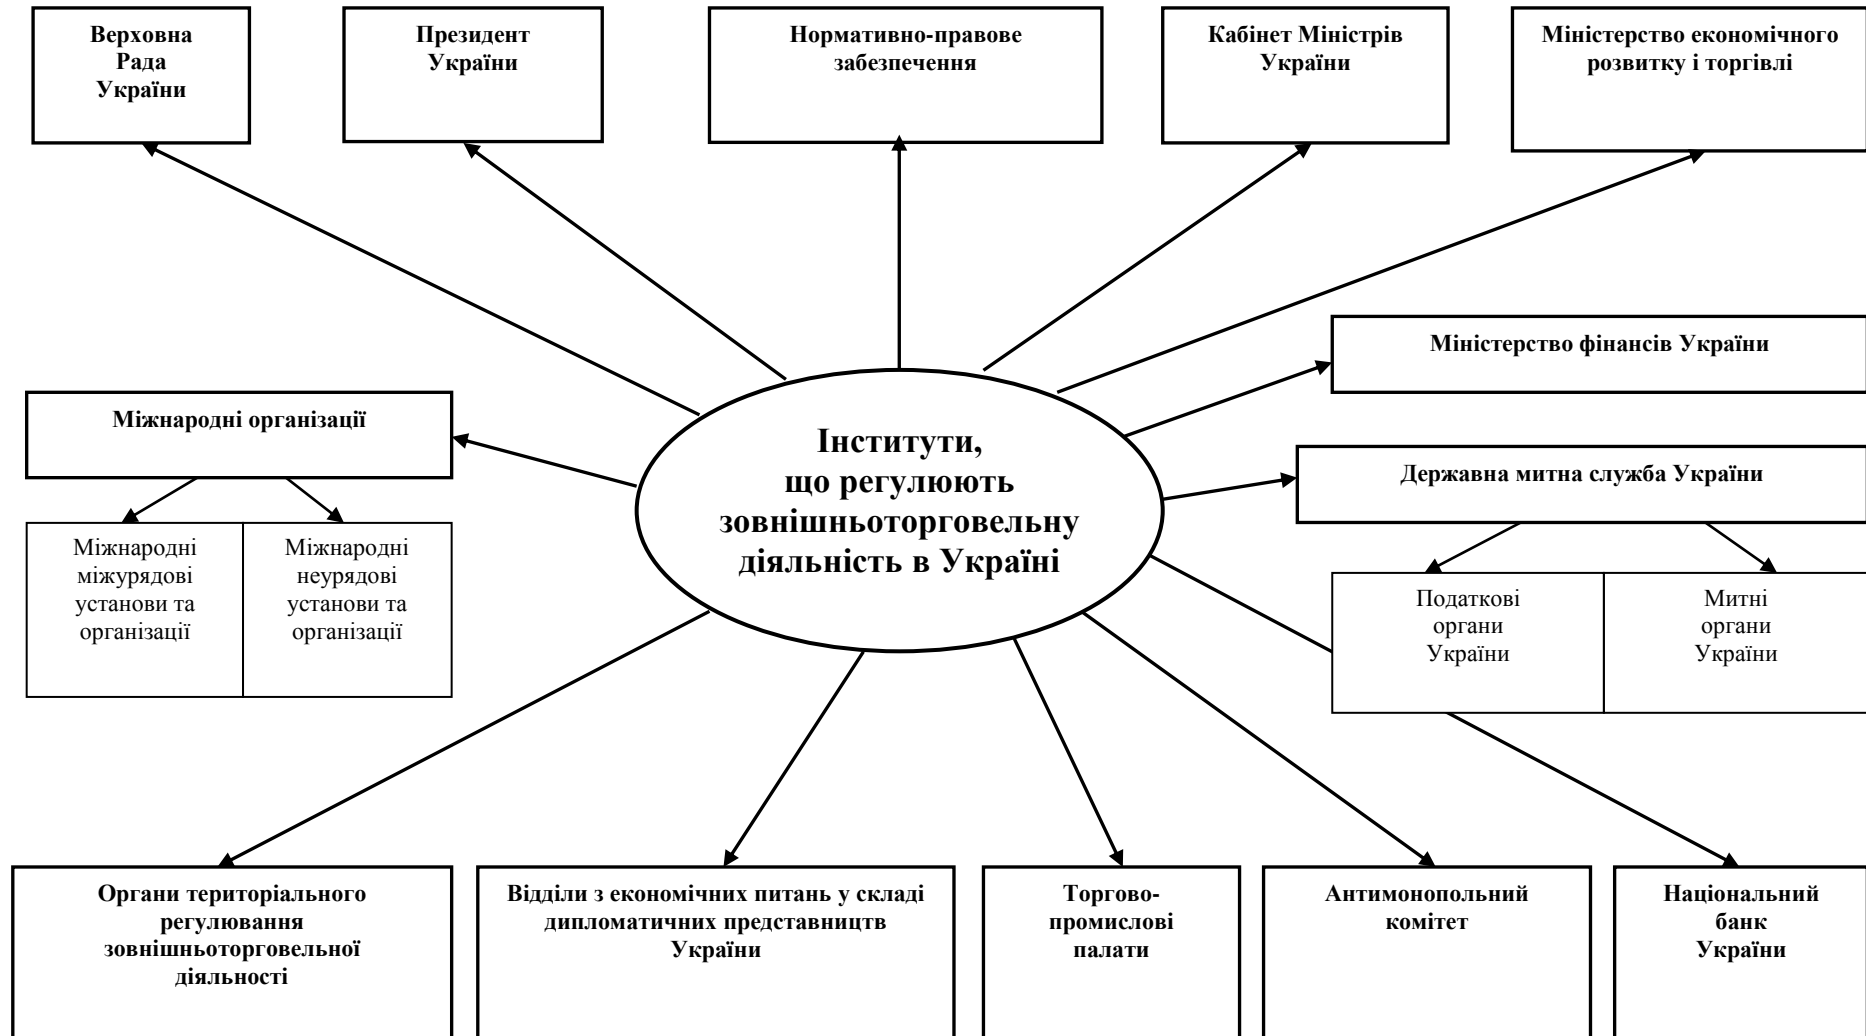 Верховна
Рада
України
Президент
України
Нормативно-правове
забезпечення
Кабінет Міністрів
України
Міністерство економічного
розвитку і торгівлі
Міністерство фінансів України
Міжнародні організації
Інститути,
що регулюють
зовнішньоторговельну
діяльність в Україні
Державна митна служба України
Міжнародні
міжурядові
установи та
організації
Міжнародні
неурядові
установи та
організації
Податкові
органи
України
Митні
органи
України
Органи територіального
регулювання
зовнішньоторговельної
діяльності
Відділи з економічних питань у складі
дипломатичних представництв
України
Торгово-
промислові
палати
Антимонопольний
комітет
Національний
банк
України